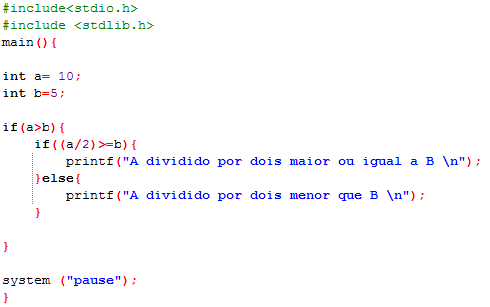 #include<stdio.h>
#include <stdlib.h>
main(){
int a= 10;
int b=5;
if(a>b){
if((a/2)>=b){
printf("A dividido por dois maior ou igual a B \n");
}else{
printf("A dividido por dois menor que B \n");
}
}
system ("pause");
}